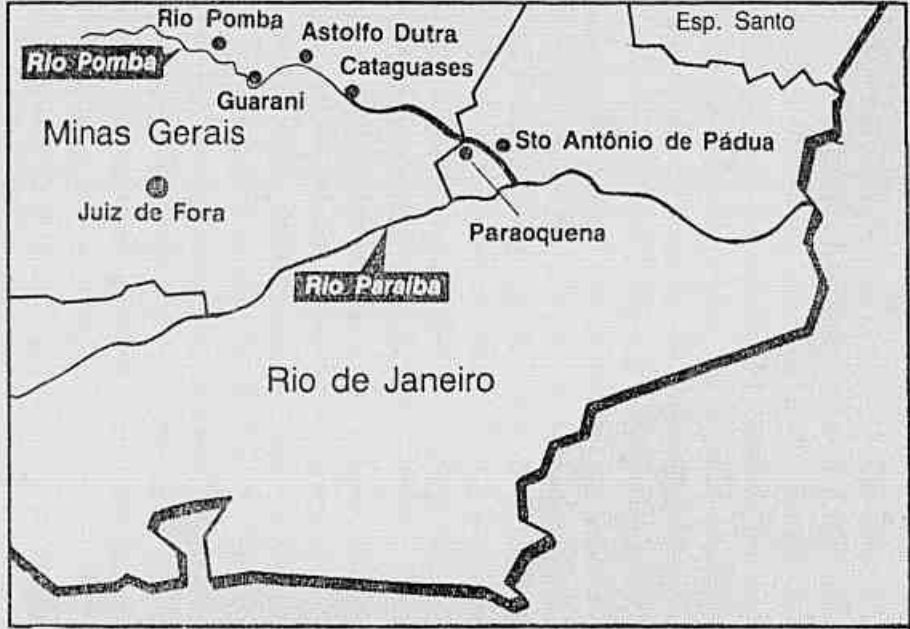 Rio Pomba
Esp. Santo
Astolfo Dutra
Rio Pomba
Cataguases
Guarani
Minas Gerais
Sto Antônio de Pádua
Juiz de Fora
Paraoquena
Rio Paraíba
Rio de Janeiro